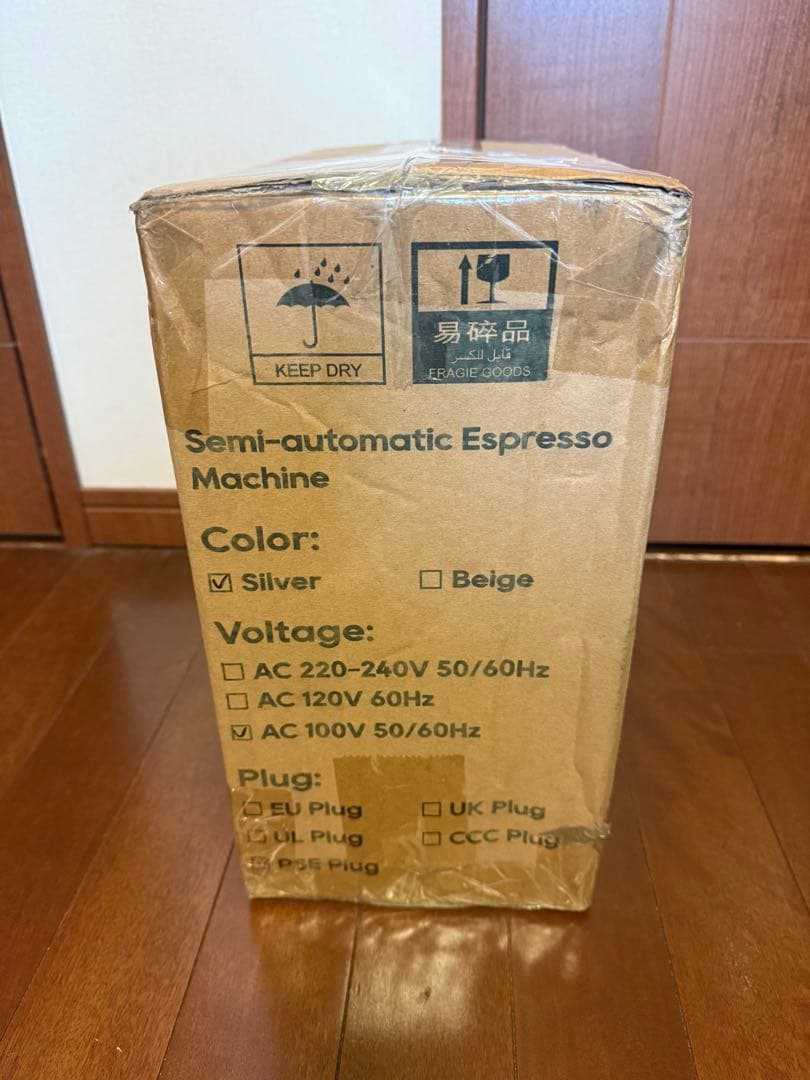 KEEP DRY
易碎品
قابل للكسر
FRAGIE GOODS
Semi-automatic Espresso
Machine
Color:
☑ Silver ☐ Beige
Voltage:
☐ AC 220-240V 50/60Hz
☐ AC 120V 60Hz
☑ AC 100V 50/60Hz
Plug:
☐ EU Plug ☐ UK Plug
☐ UL Plug ☐ CCC Plug
☑ PSE Plug